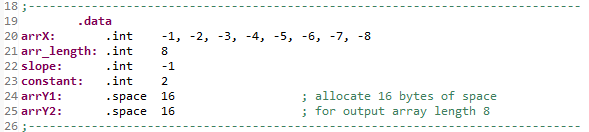 18 ;----------------------------------------------------------------------
19         .data
20 arrX:       .int    -1, -2, -3, -4, -5, -6, -7, -8
21 arr_length: .int    8
22 slope:      .int    -1
23 constant:   .int    2
24 arrY1:      .space  16              ; allocate 16 bytes of space
25 arrY2:      .space  16              ; for output array length 8
26 ;----------------------------------------------------------------------